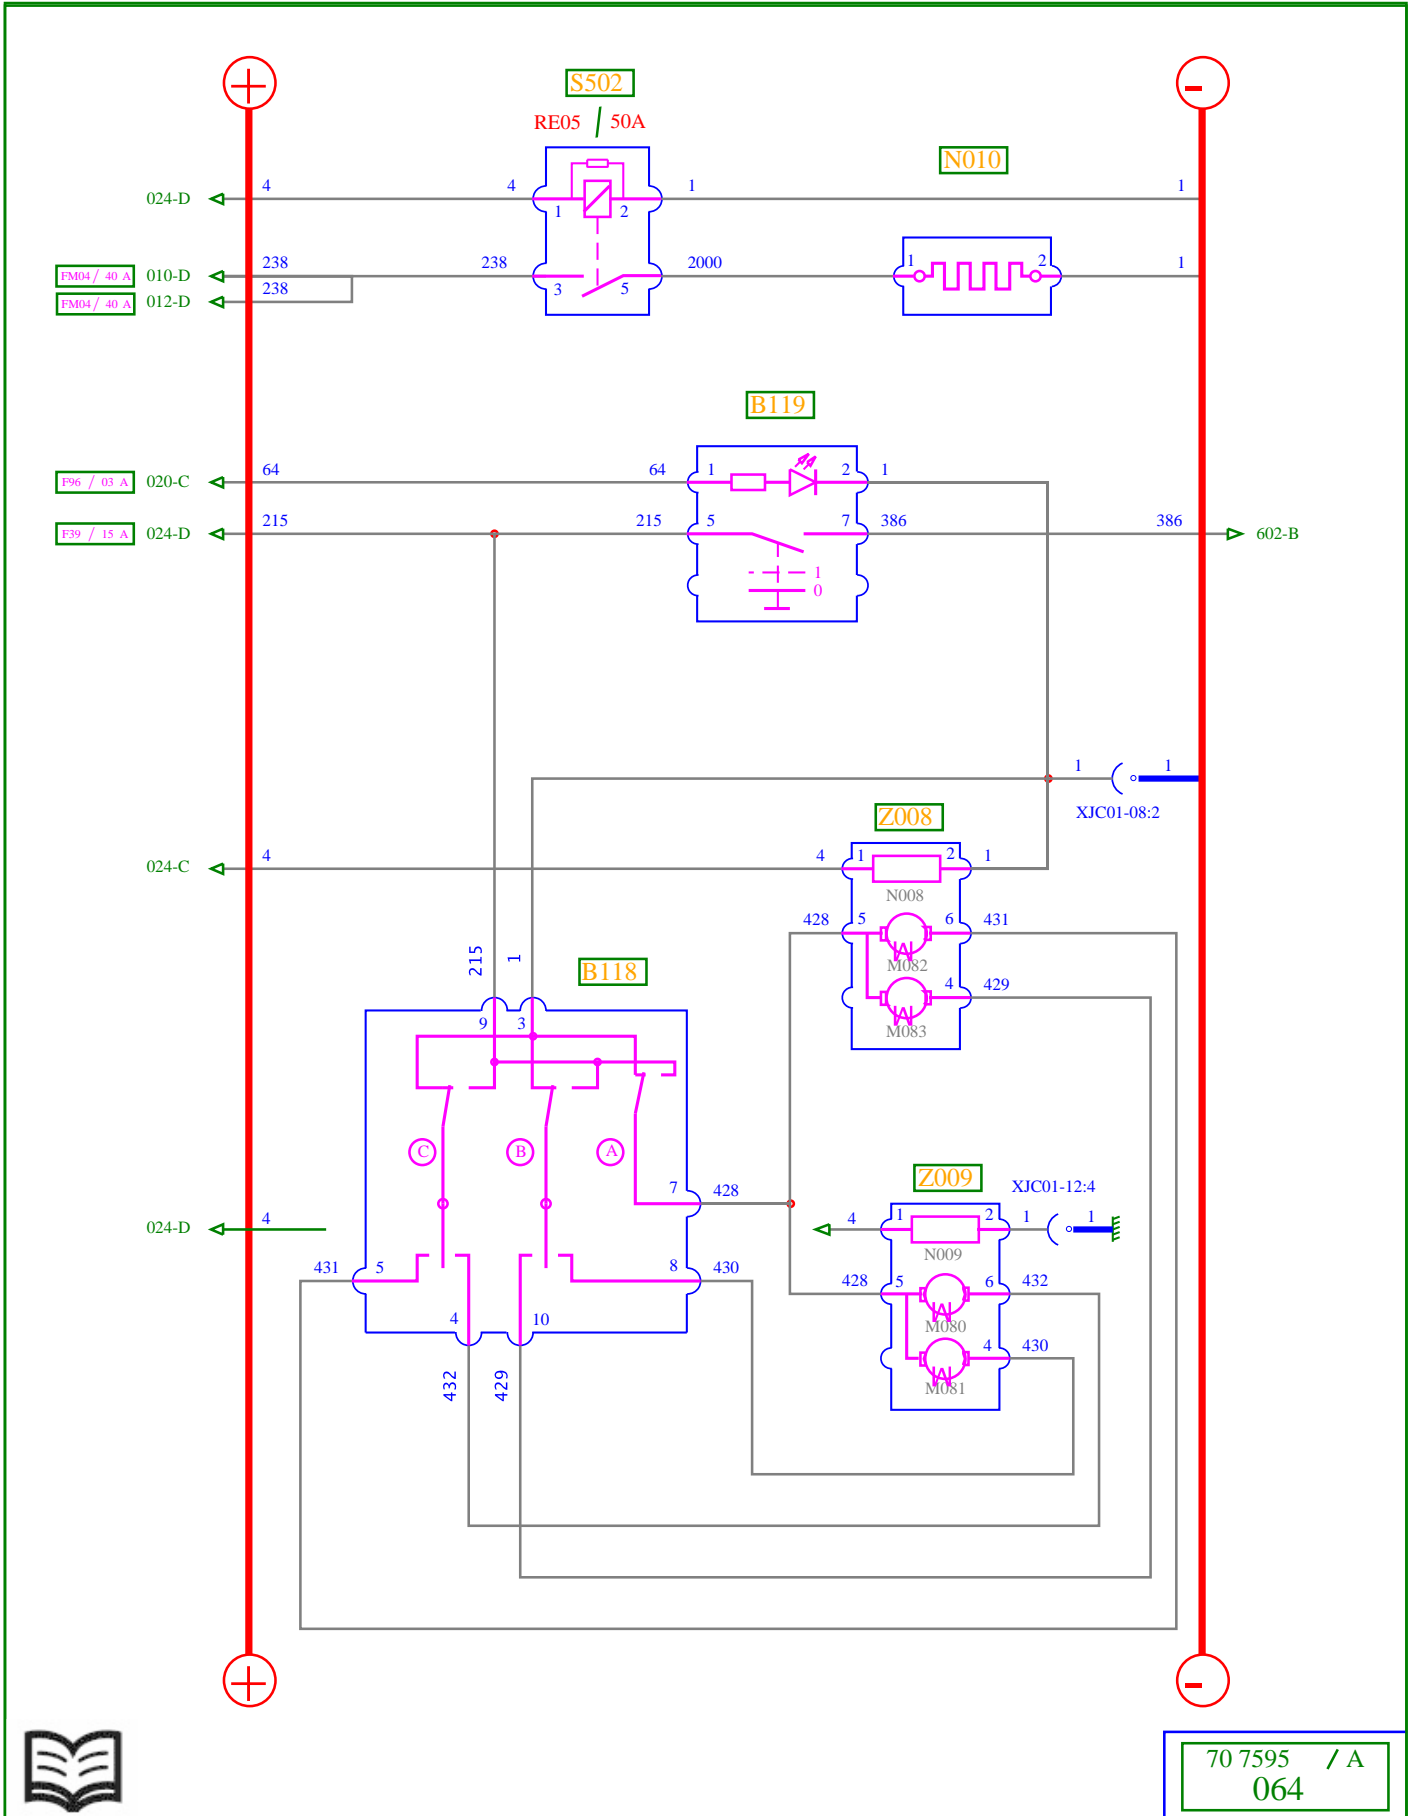 S502
RE05 / 50A
N010
024-D 4 4 1 1
1 2
FM04 / 40 A 010-D 238 238 2000 1 2 1
FM04 / 40 A 012-D 238 3 5
B119
F96 / 03 A 020-C 64 64 1 2 1
F39 / 15 A 024-D 215 215 5 7 386 386 602-B
1
0
1 1
XJC01-08:2
Z008
024-C 4 4 1 2 1
N008
428 5 6 431
M082
215 1 B118
4 429
M083
9 3
C B A
Z009 XJC01-12:4
7 428
024-D 4 4 1 2 1 1
N009
431 5 8 430 428 5 6 432
M080
4 10 4 430
M081
432 429
70 7595 / A
064